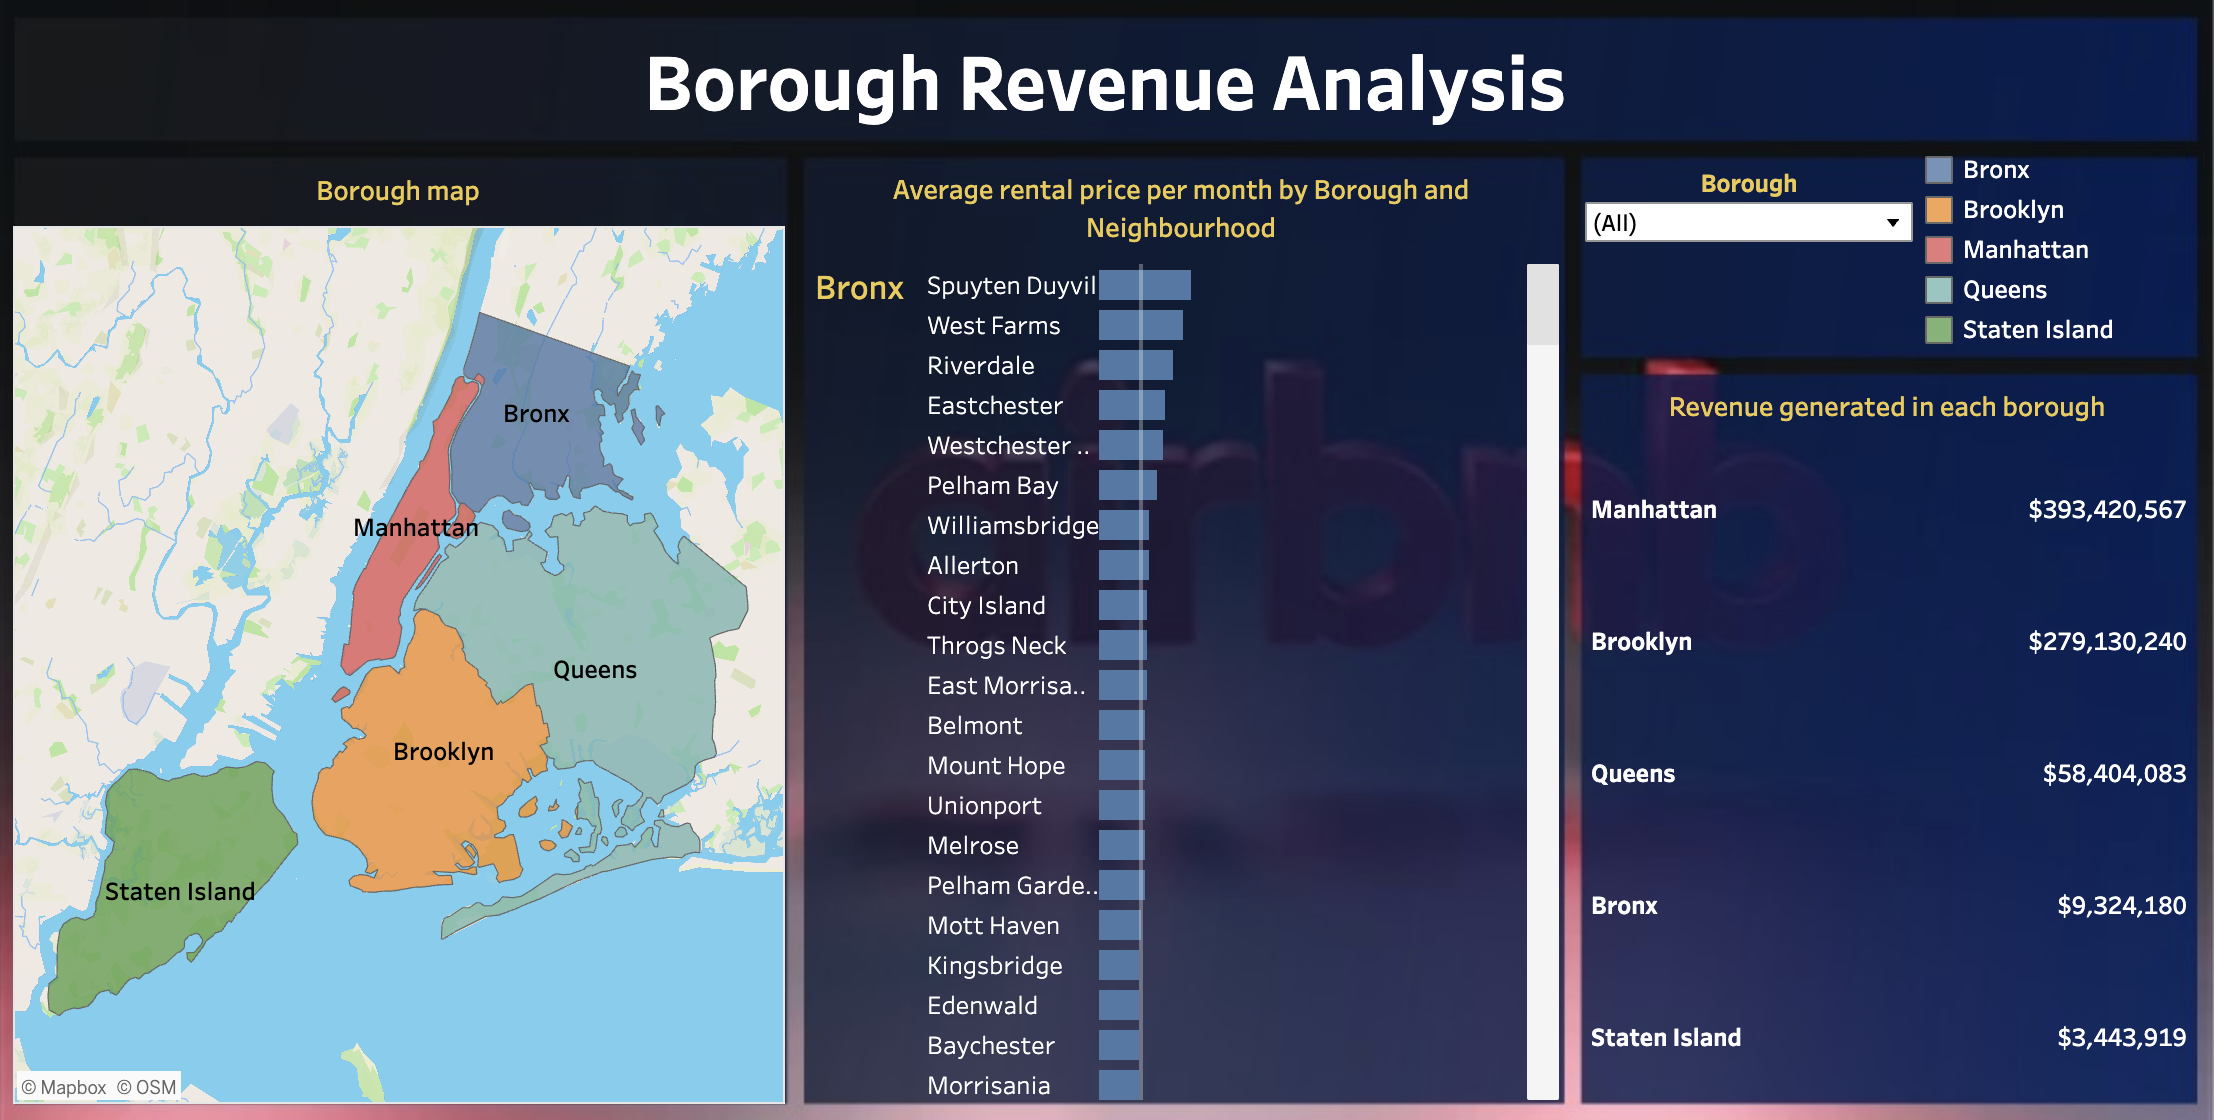 Borough Revenue Analysis
Borough map
Bronx
Manhattan
Queens
Brooklyn
Staten Island
© Mapbox © OSM
Average rental price per month by Borough and
Neighbourhood
Bronx
Spuyten Duyvil
West Farms
Riverdale
Eastchester
Westchester ..
Pelham Bay
Williamsbridge
Allerton
City Island
Throgs Neck
East Morrisa..
Belmont
Mount Hope
Unionport
Melrose
Pelham Garde..
Mott Haven
Kingsbridge
Edenwald
Baychester
Morrisania
airbnb
Borough
(All)
Bronx
Brooklyn
Manhattan
Queens
Staten Island
Revenue generated in each borough
Manhattan $393,420,567
Brooklyn $279,130,240
Queens $58,404,083
Bronx $9,324,180
Staten Island $3,443,919